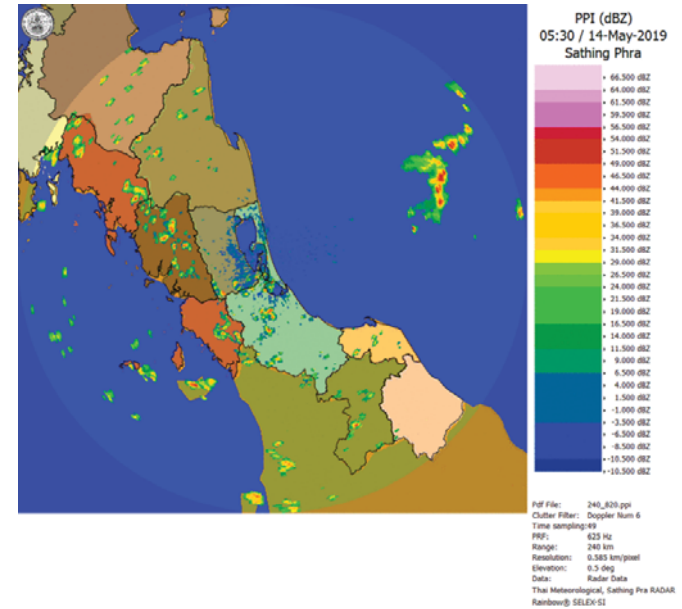 PPI (dBZ)
05:30 / 14-May-2019
Sathing Phra
66.500 dBZ
64.000 dBZ
61.500 dBZ
59.500 dBZ
56.500 dBZ
54.000 dBZ
51.500 dBZ
49.000 dBZ
46.500 dBZ
44.000 dBZ
41.500 dBZ
39.000 dBZ
36.500 dBZ
34.000 dBZ
31.500 dBZ
29.000 dBZ
26.500 dBZ
24.000 dBZ
21.500 dBZ
19.000 dBZ
16.500 dBZ
14.000 dBZ
11.500 dBZ
9.000 dBZ
6.500 dBZ
4.000 dBZ
1.500 dBZ
-1.000 dBZ
-3.500 dBZ
-6.500 dBZ
-8.500 dBZ
-10.500 dBZ
-10.500 dBZ
Pdf File: 240_820.ppi
Clutter Filter: Doppler Num 6
Time sampling:49
PRF: 625 Hz
Range: 240 km
Resolution: 0.585 km/pixel
Elevation: 0.5 deg
Data: Radar Data
Thai Meteorological, Sathing Pra RADAR
Rainbow® SELEX-SI